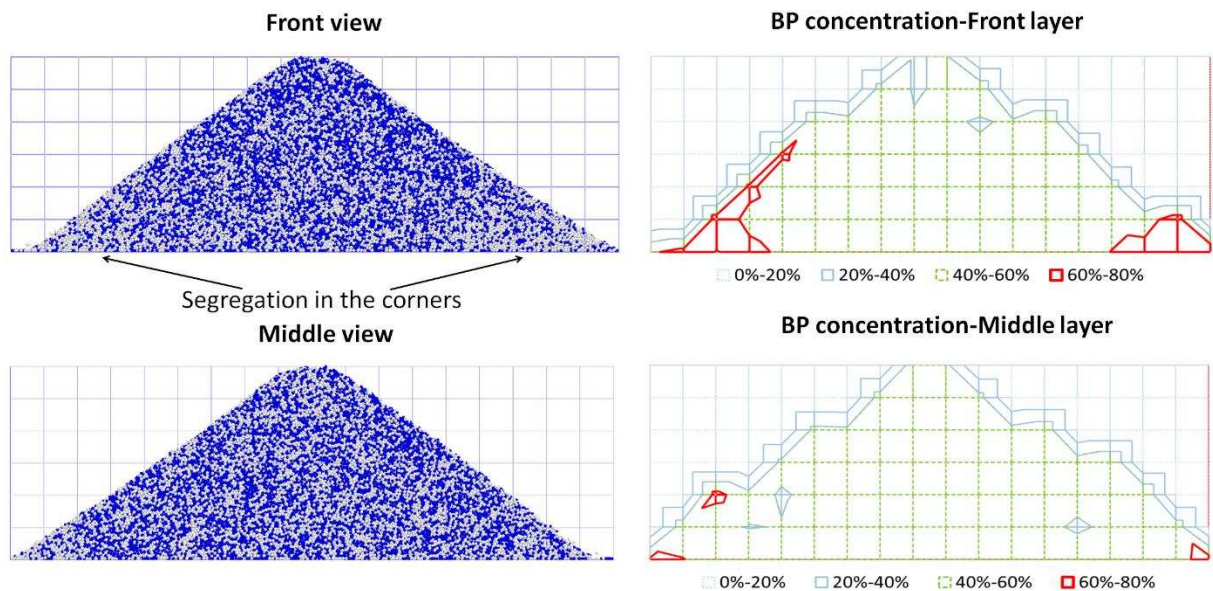 Front view
BP concentration-Front layer
0%-20% 20%-40% 40%-60% 60%-80%
Segregation in the corners
Middle view
BP concentration-Middle layer
0%-20% 20%-40% 40%-60% 60%-80%